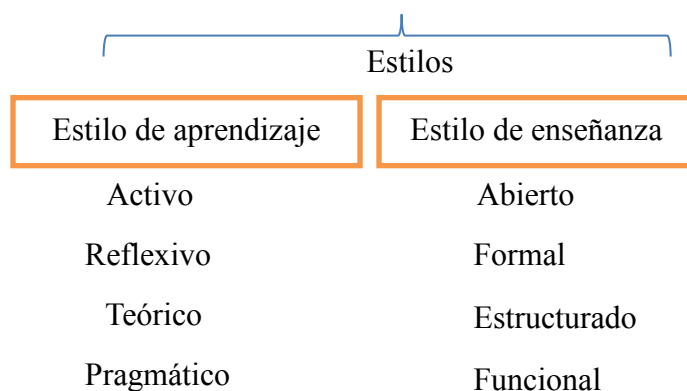 Estilos
Estilo de aprendizaje Estilo de enseñanza
Activo Abierto
Reflexivo Formal
Teórico Estructurado
Pragmático Funcional